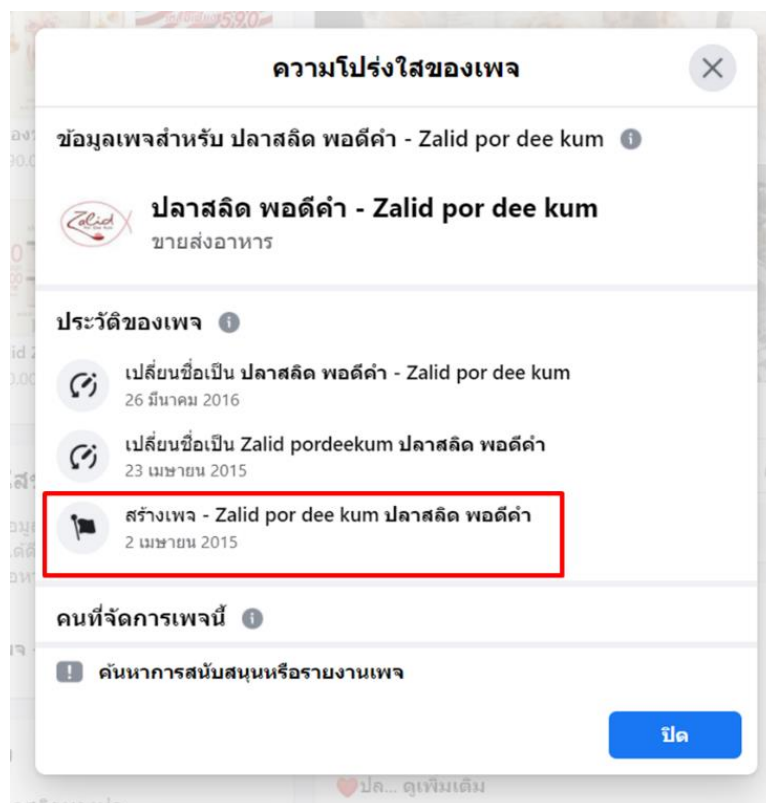 ความโปร่งใสของเพจ
ข้อมูลเพจสำหรับ ปลาสลิด พอดีคำ - Zalid por dee kum
Zalid
ปลาสลิด พอดีคำ - Zalid por dee kum
ขายส่งอาหาร
ประวัติของเพจ
เปลี่ยนชื่อเป็น ปลาสลิด พอดีคำ - Zalid por dee kum
26 มีนาคม 2016
เปลี่ยนชื่อเป็น Zalid pordeekum ปลาสลิด พอดีคำ
23 เมษายน 2015
สร้างเพจ - Zalid por dee kum ปลาสลิด พอดีคำ
2 เมษายน 2015
คนที่จัดการเพจนี้
ค้นหาการสนับสนุนหรือรายงานเพจ
ปิด
ปล... ดูเพิ่มเติม